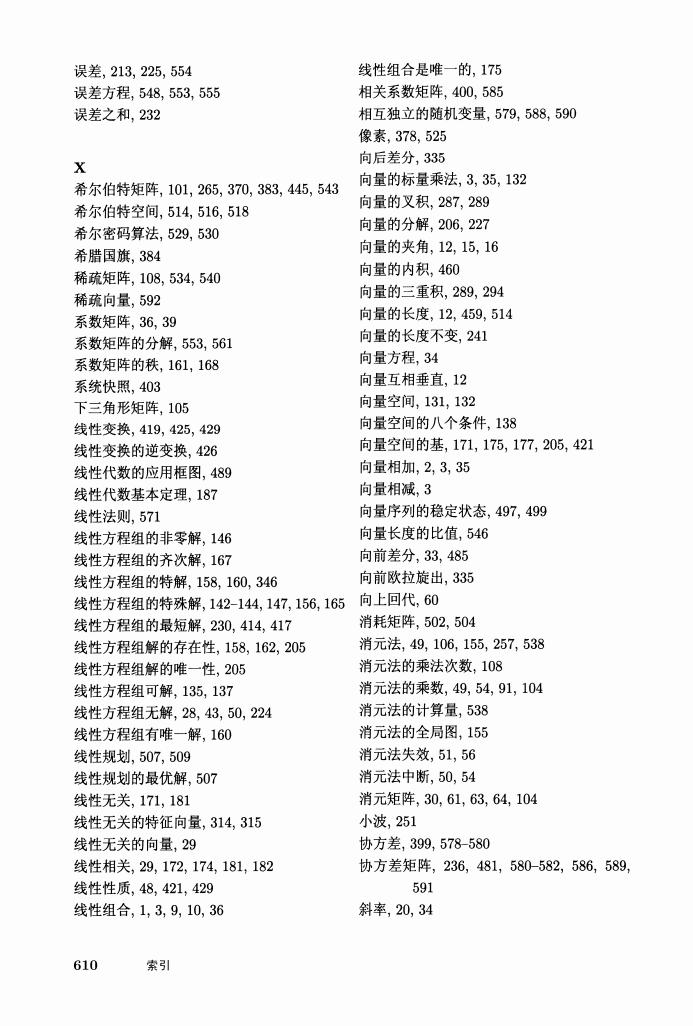 误差, 213, 225, 554
误差方程, 548, 553, 555
误差之和, 232
X
希尔伯特矩阵, 101, 265, 370, 383, 445, 543
希尔伯特空间, 514, 516, 518
希尔密码算法, 529, 530
希腊国旗, 384
稀疏矩阵, 108, 534, 540
稀疏向量, 592
系数矩阵, 36, 39
系数矩阵的分解, 553, 561
系数矩阵的秩, 161, 168
系统快照, 403
下三角形矩阵, 105
线性变换, 419, 425, 429
线性变换的逆变换, 426
线性代数的应用框图, 489
线性代数基本定理, 187
线性法则, 571
线性方程组的非零解, 146
线性方程组的齐次解, 167
线性方程组的特解, 158, 160, 346
线性方程组的特殊解, 142–144, 147, 156, 165
线性方程组的最短解, 230, 414, 417
线性方程组解的存在性, 158, 162, 205
线性方程组解的唯一性, 205
线性方程组可解, 135, 137
线性方程组无解, 28, 43, 50, 224
线性方程组有唯一解, 160
线性规划, 507, 509
线性规划的最优解, 507
线性无关, 171, 181
线性无关的特征向量, 314, 315
线性无关的向量, 29
线性相关, 29, 172, 174, 181, 182
线性性质, 48, 421, 429
线性组合, 1, 3, 9, 10, 36
线性组合是唯一的, 175
相关系数矩阵, 400, 585
相互独立的随机变量, 579, 588, 590
像素, 378, 525
向后差分, 335
向量的标量乘法, 3, 35, 132
向量的叉积, 287, 289
向量的分解, 206, 227
向量的夹角, 12, 15, 16
向量的内积, 460
向量的三重积, 289, 294
向量的长度, 12, 459, 514
向量的长度不变, 241
向量方程, 34
向量互相垂直, 12
向量空间, 131, 132
向量空间的八个条件, 138
向量空间的基, 171, 175, 177, 205, 421
向量相加, 2, 3, 35
向量相减, 3
向量序列的稳定状态, 497, 499
向量长度的比值, 546
向前差分, 33, 485
向前欧拉旋出, 335
向上回代, 60
消耗矩阵, 502, 504
消元法, 49, 106, 155, 257, 538
消元法的乘法次数, 108
消元法的乘数, 49, 54, 91, 104
消元法的计算量, 538
消元法的全局图, 155
消元法失效, 51, 56
消元法中断, 50, 54
消元矩阵, 30, 61, 63, 64, 104
小波, 251
协方差, 399, 578–580
协方差矩阵, 236, 481, 580–582, 586, 589,
591
斜率, 20, 34
610 索引